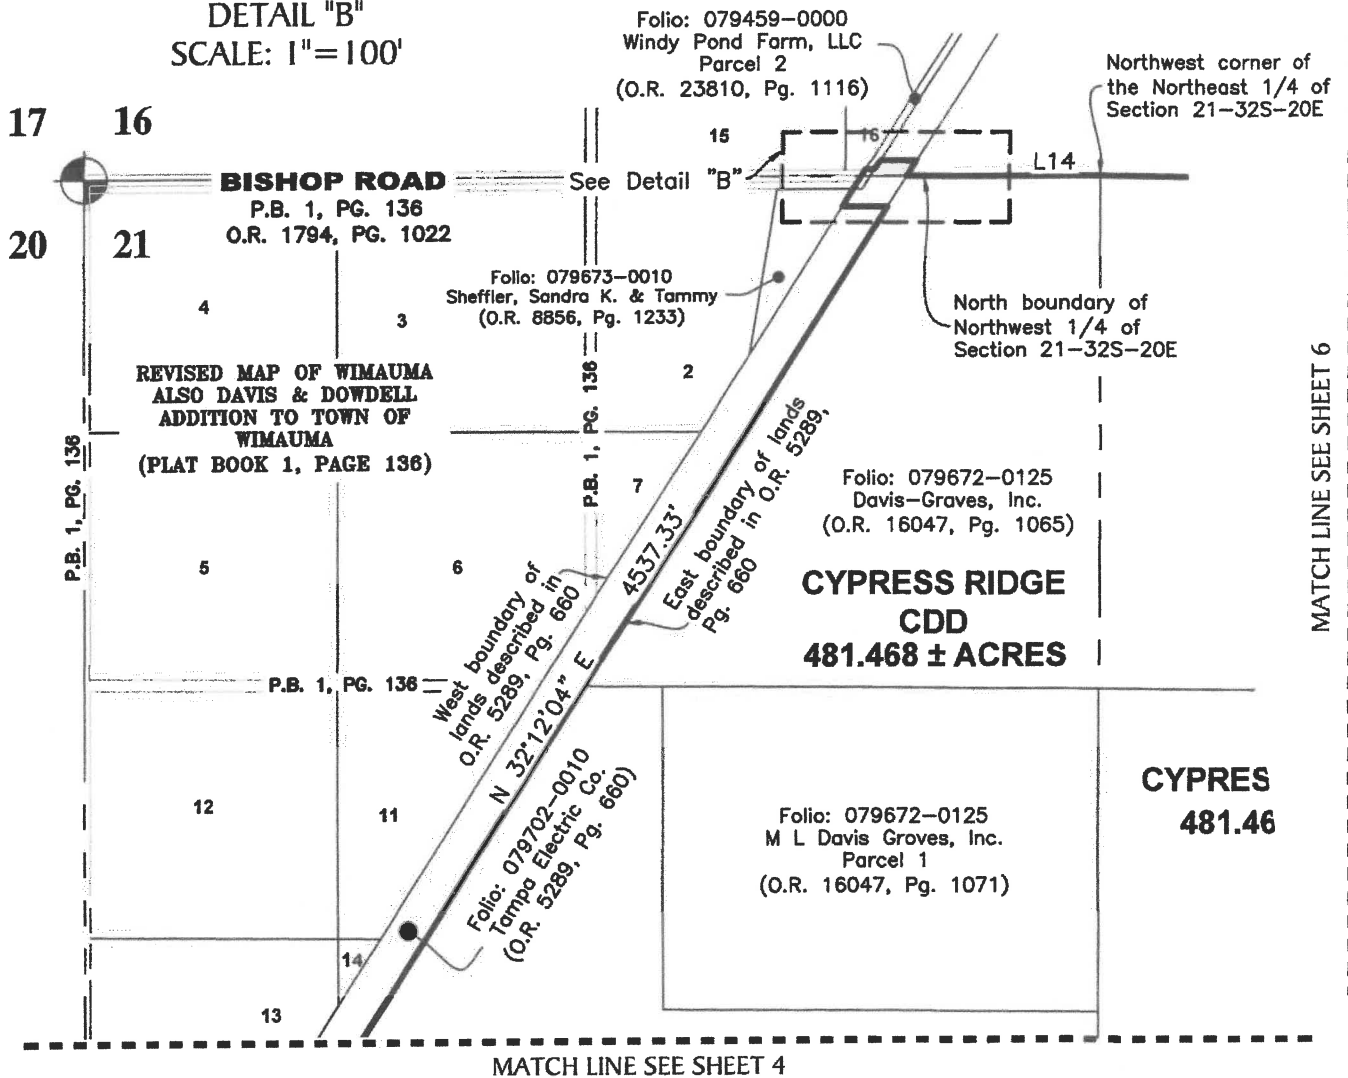 DETAIL "B"
SCALE: 1"=100'
Folio: 079459-0000
Windy Pond Farm, LLC
Parcel 2
(O.R. 23810, Pg. 1116)
Northwest corner of
the Northeast 1/4 of
Section 21-32S-20E
17
16
15
16
L14
BISHOP ROAD
P.B. 1, PG. 136
O.R. 1794, PG. 1022
See Detail "B"
20
21
Folio: 079673-0010
Sheffler, Sandra K. & Tammy
(O.R. 8856, Pg. 1233)
North boundary of
Northwest 1/4 of
Section 21-32S-20E
4
3
2
REVISED MAP OF WIMAUMA
ALSO DAVIS & DOWDELL
ADDITION TO TOWN OF
WIMAUMA
(PLAT BOOK 1, PAGE 136)
P.B. 1, PG. 136
P.B. 1, PG. 136
MATCH LINE SEE SHEET 6
7
East boundary of lands
described in O.R. 5289,
Pg. 660
Folio: 079672-0125
Davis-Graves, Inc.
(O.R. 16047, Pg. 1065)
5
6
West boundary of
lands described in
O.R. 5289, Pg. 660
N 32°12'04" E 4537.33'
CYPRESS RIDGE
CDD
481.468 ± ACRES
P.B. 1, PG. 136
12
11
Folio: 079702-0010
Tampa Electric Co.
(O.R. 5289, Pg. 660)
Folio: 079672-0125
M L Davis Groves, Inc.
Parcel 1
(O.R. 16047, Pg. 1071)
CYPRES
481.46
14
13
MATCH LINE SEE SHEET 4